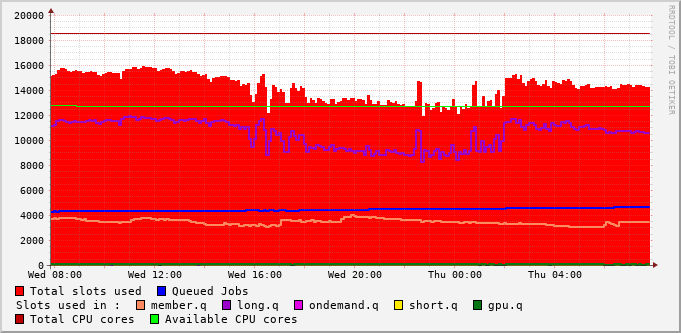 20000
18000
16000
14000
12000
10000
8000
6000
4000
2000
0
Wed 08:00 Wed 12:00 Wed 16:00 Wed 20:00 Thu 00:00 Thu 04:00
RRDTOOL / TOBI OETIKER
Total slots used Queued Jobs
Slots used in : member.q long.q ondemand.q short.q gpu.q
Total CPU cores Available CPU cores